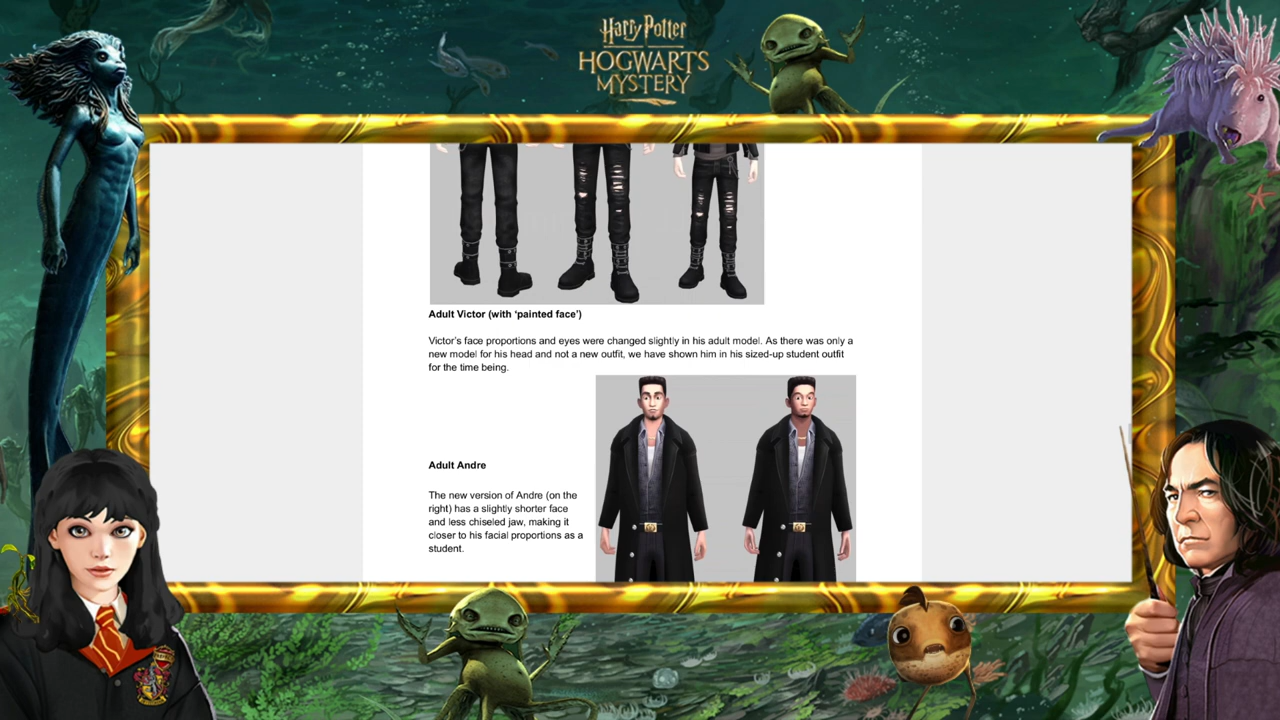 Harry Potter
HOGWARTS
MYSTERY
Adult Victor (with ‘painted face’)
Victor’s face proportions and eyes were changed slightly in his adult model. As there was only a
new model for his head and not a new outfit, we have shown him in his sized-up student outfit
for the time being.
Adult Andre
The new version of Andre (on the
right) has a slightly shorter face
and less chiseled jaw, making it
closer to his facial proportions as a
student.